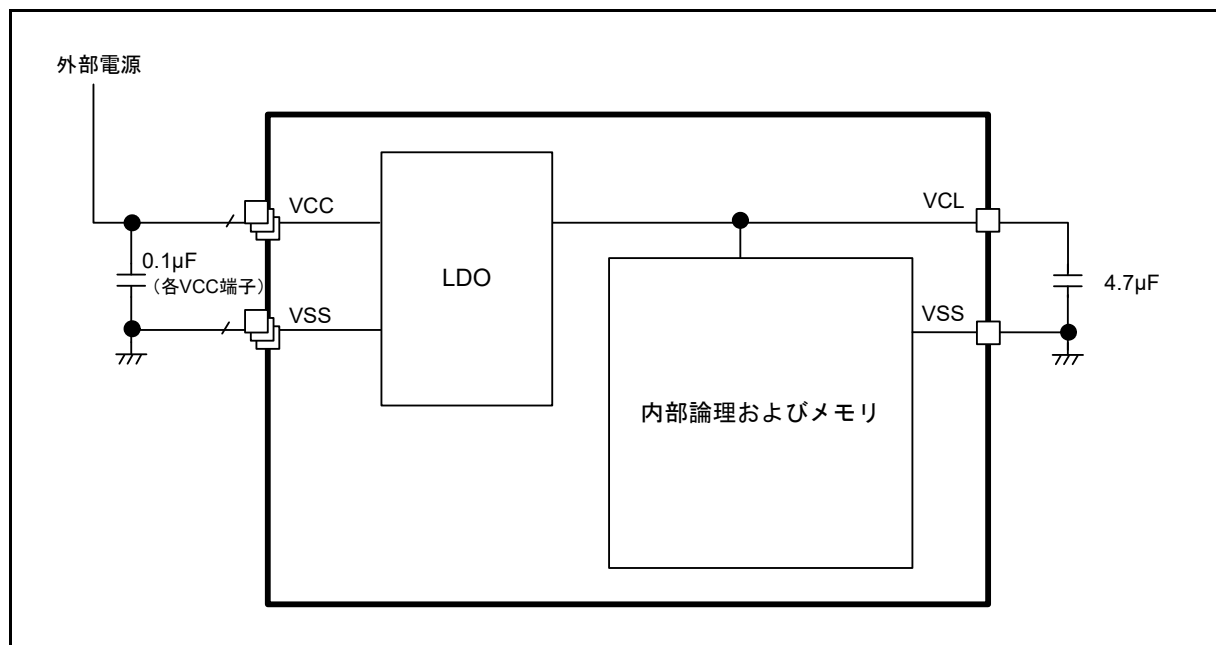 外部電源
VCC
VCL
0.1µF
（各VCC端子）
LDO
4.7µF
VSS
VSS
内部論理およびメモリ